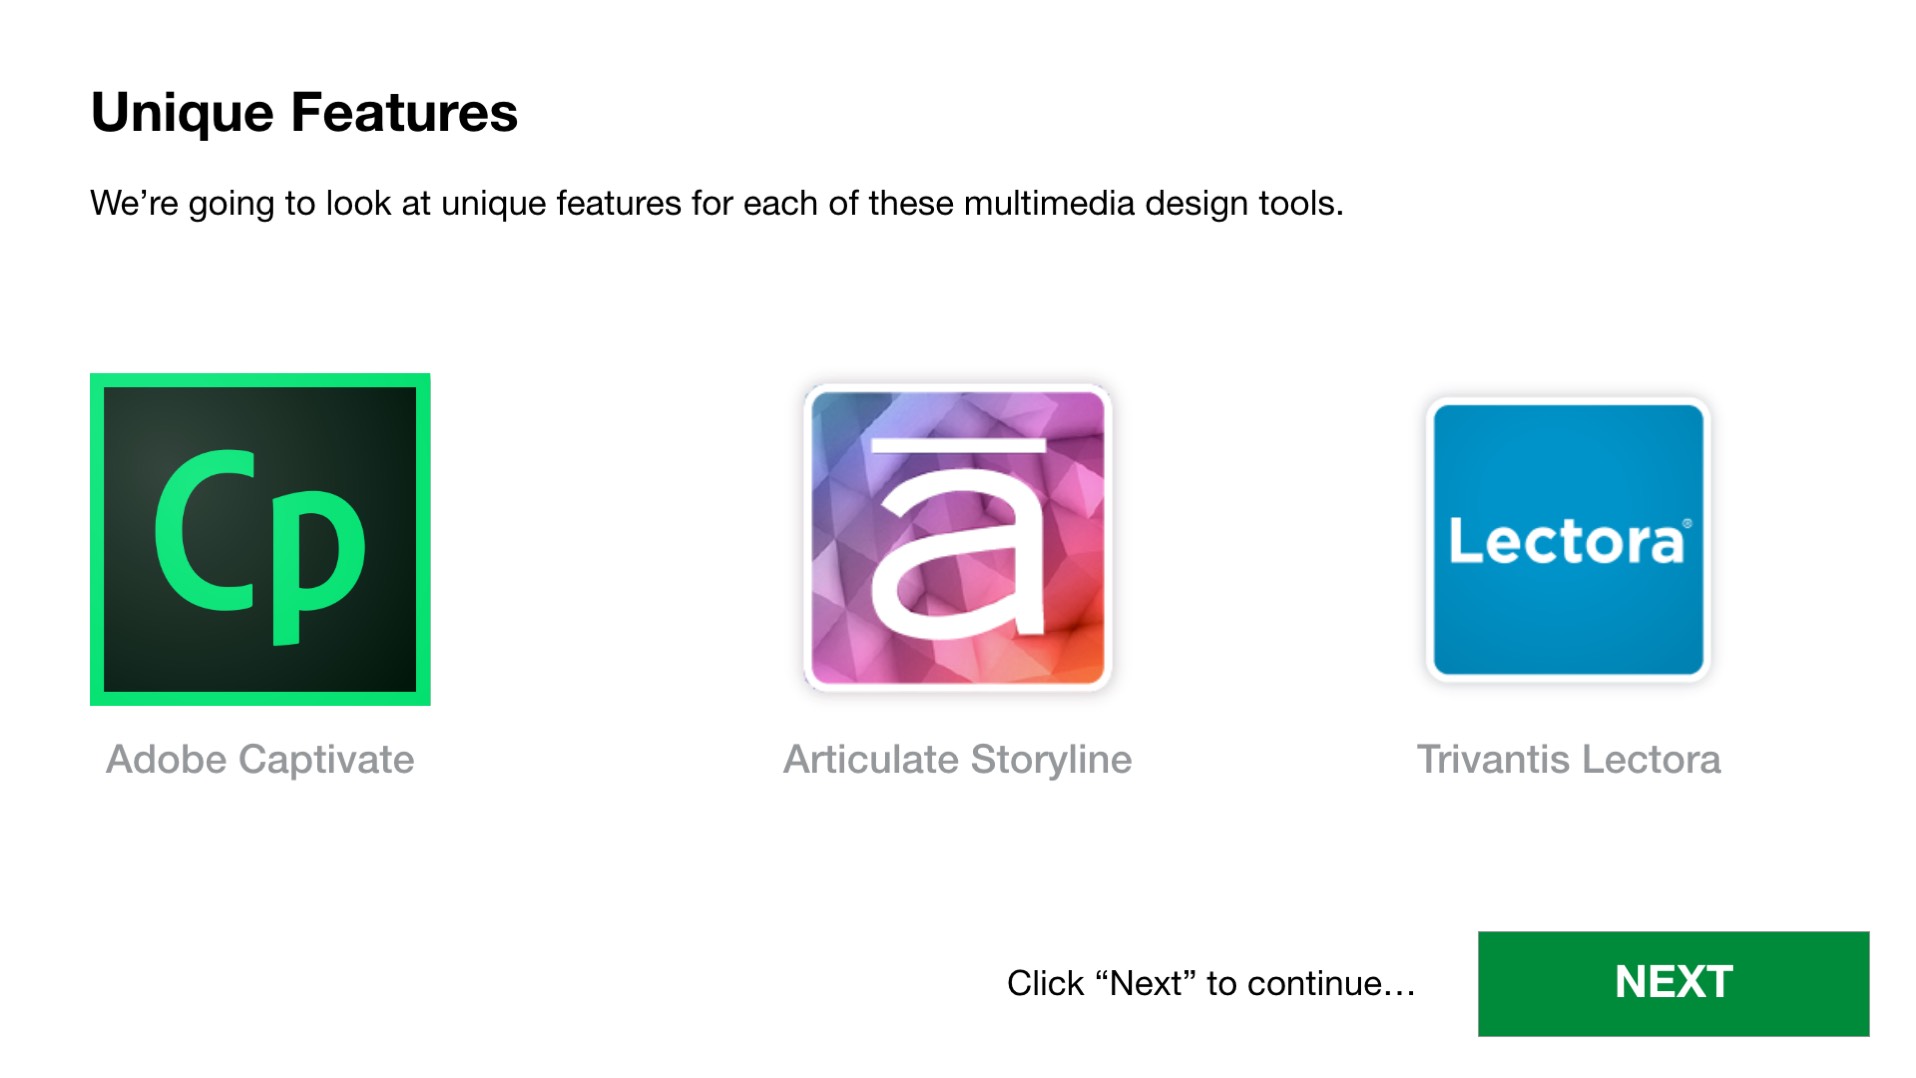 Unique Features
We’re going to look at unique features for each of these multimedia design tools.
Cp
ā
Lectora®
Adobe Captivate
Articulate Storyline
Trivantis Lectora
Click “Next” to continue…
NEXT